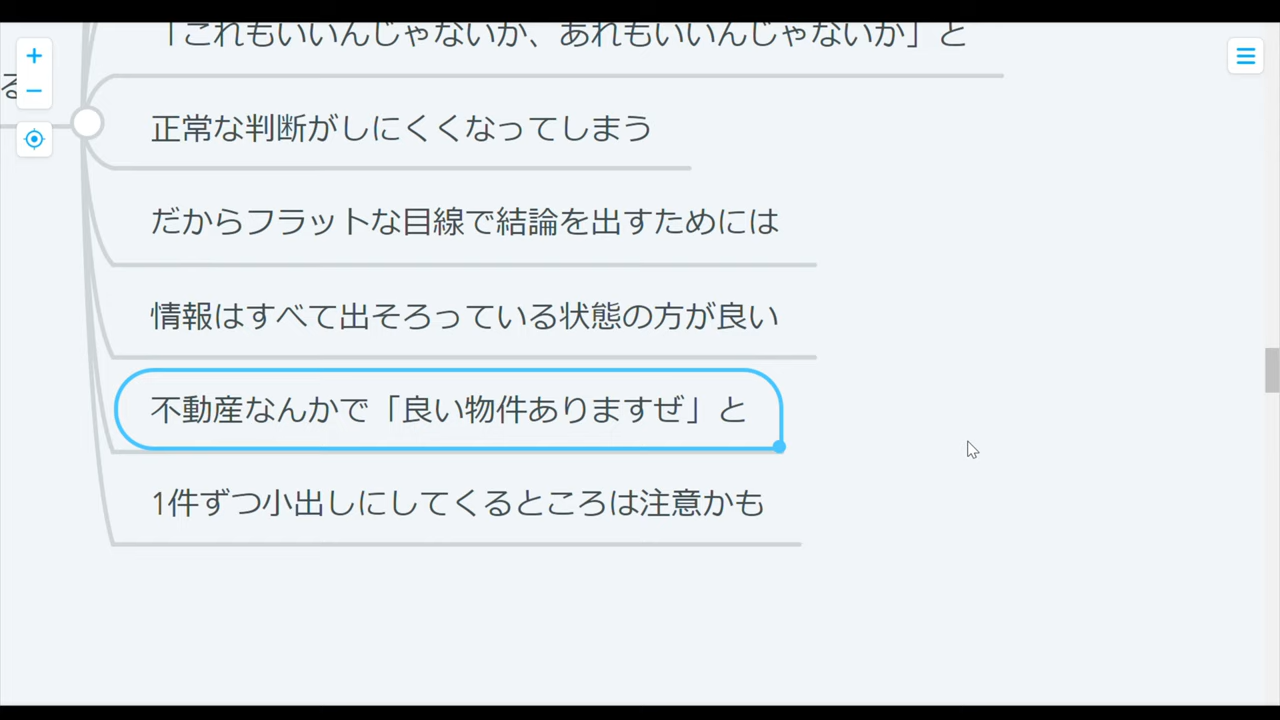 「これもいいんじゃないか、あれもいいんじゃないか」と
る
正常な判断がしにくくなってしまう
だからフラットな目線で結論を出すためには
情報はすべて出そろっている状態の方が良い
不動産なんかで「良い物件ありますぜ」と
1件ずつ小出しにしてくるところは注意かも